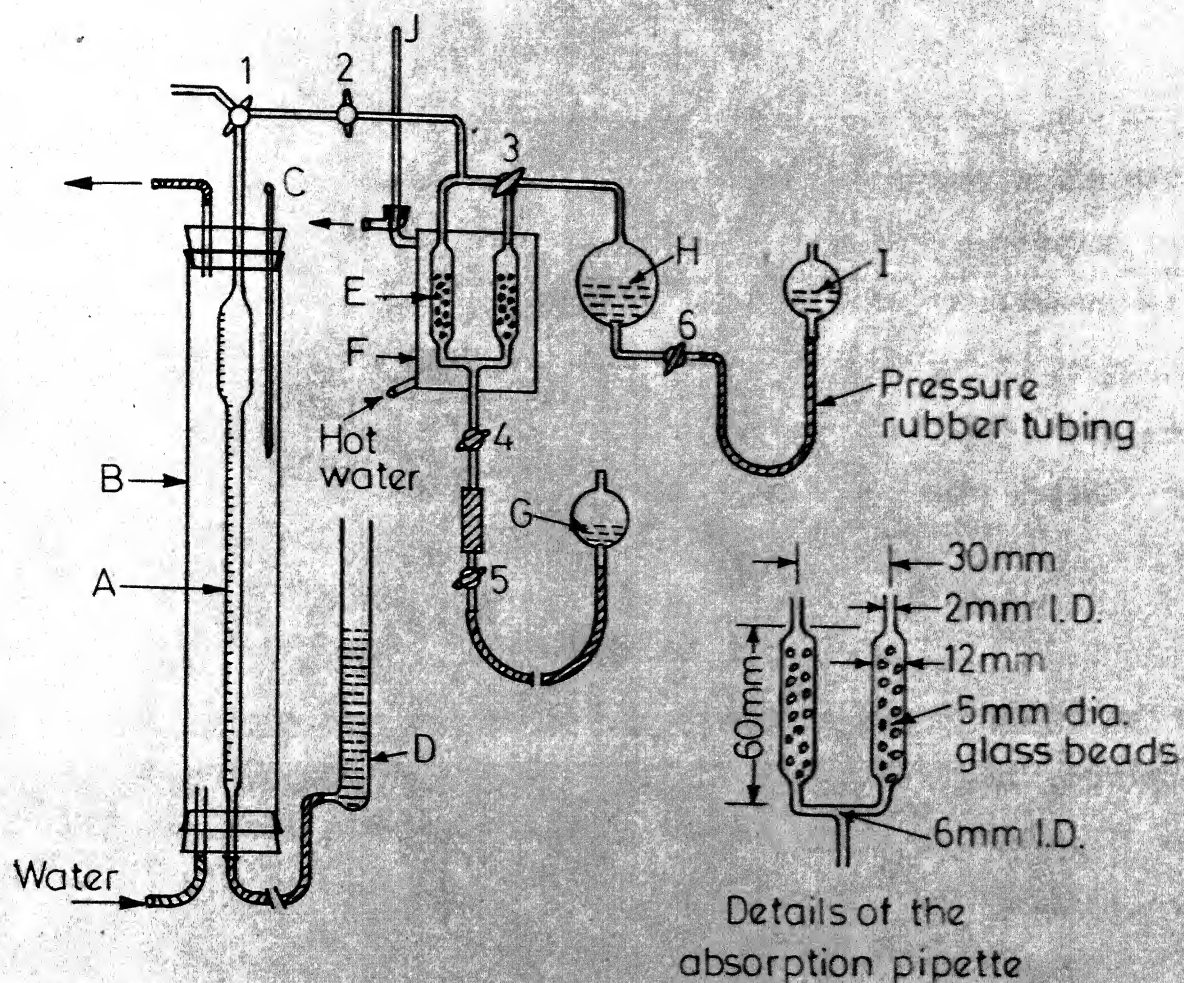 J
1
2
3
C
E
F
H
I
6
Pressure
rubber tubing
Hot
water
4
B
G
5
A
D
Water
30mm
2mm I.D.
12mm
60mm
5mm dia.
glass beads
6mm I.D.
Details of the
absorption pipette